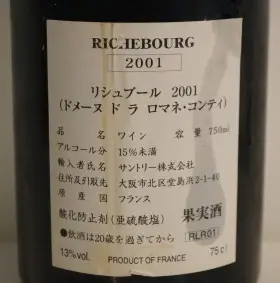 RICHEBOURG
2001
リシュブール 2001
(ドメーヌ ド ラ ロマネ・コンティ)
品名 ワイン 容量 750ml
アルコール分 15%未満
輸入者氏名 サントリー株式会社
住所及引取先 大阪市北区堂島浜2-1-40
原産国 フランス
酸化防止剤(亜硫酸塩) 果実酒
●飲酒は20歳を過ぎてから RLR01
13%vol. PRODUCT OF FRANCE 75cl